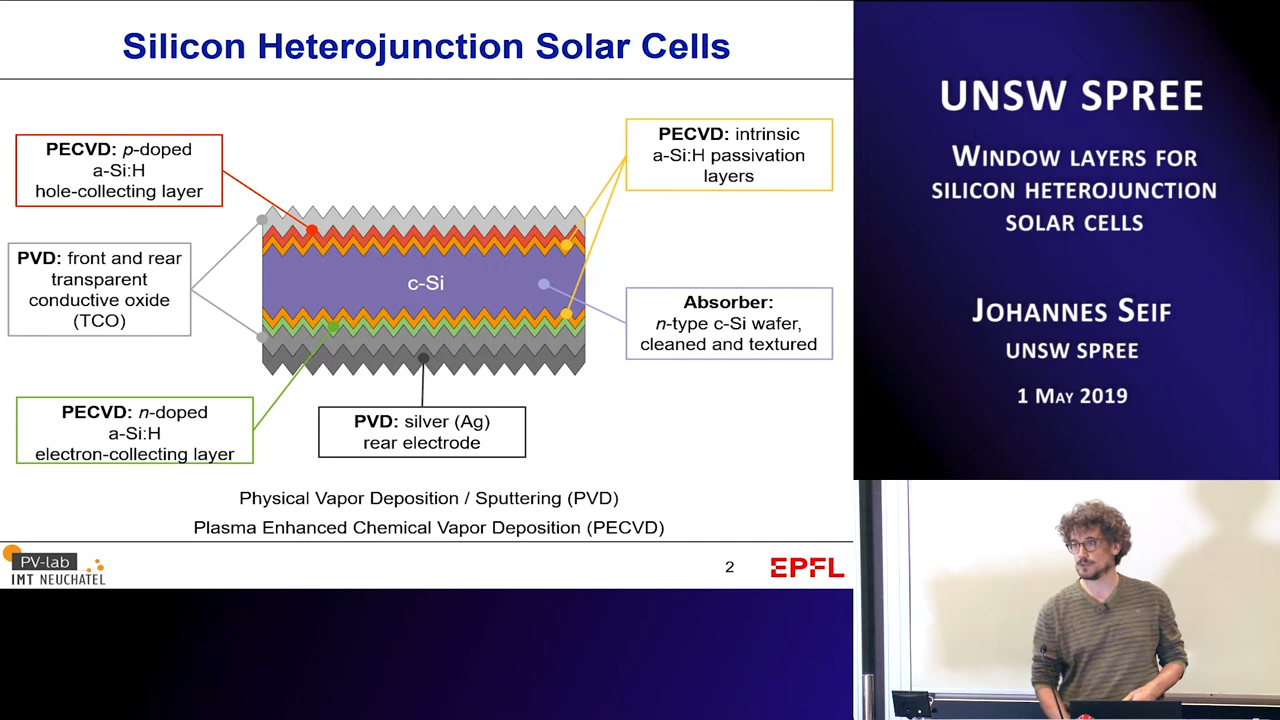 Silicon Heterojunction Solar Cells
PECVD: p-doped
a-Si:H
hole-collecting layer
PECVD: intrinsic
a-Si:H passivation
layers
PVD: front and rear
transparent
conductive oxide
(TCO)
c-Si
Absorber:
n-type c-Si wafer,
cleaned and textured
PECVD: n-doped
a-Si:H
electron-collecting layer
PVD: silver (Ag)
rear electrode
Physical Vapor Deposition / Sputtering (PVD)
Plasma Enhanced Chemical Vapor Deposition (PECVD)
PV-lab
IMT NEUCHATEL
2
EPFL
UNSW SPREE
WINDOW LAYERS FOR
SILICON HETEROJUNCTION
SOLAR CELLS
JOHANNES SEIF
UNSW SPREE
1 MAY 2019